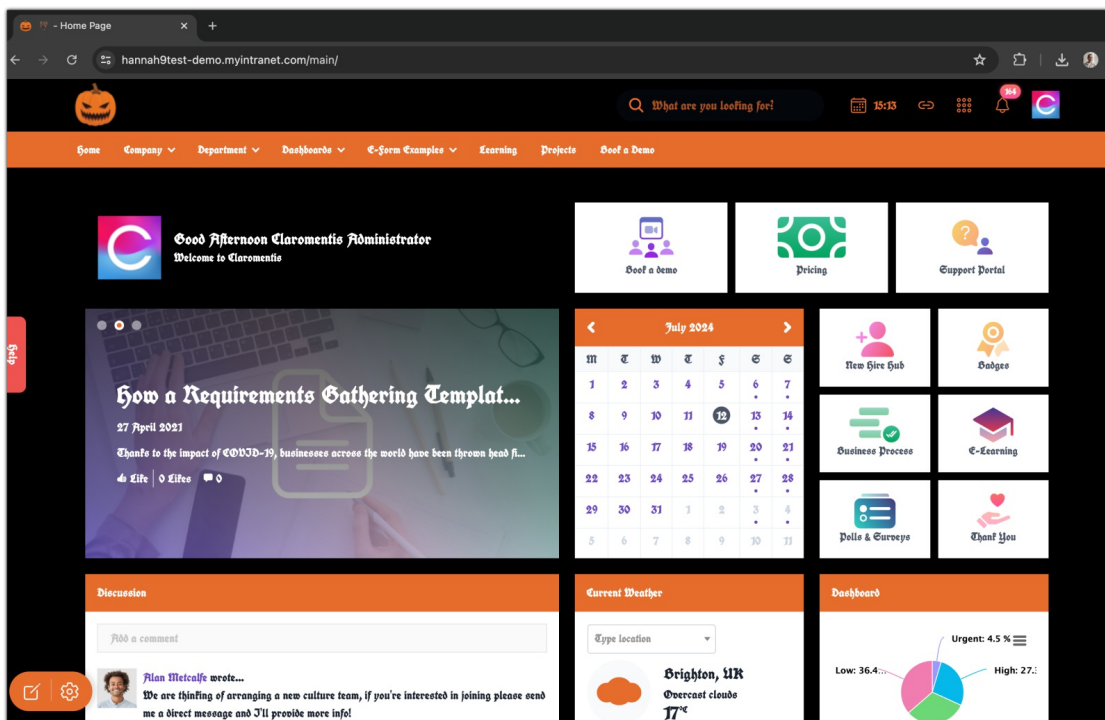 - Home Page
hannah9test-demo.myintranet.com/main/
What are you looking for?
15:13
164
Home Company Department Dashboards E-Form Examples Learning Projects Book a Demo
Good Afternoon Claromentis Administrator
Welcome to Claromentis
Book a demo
Pricing
Support Portal
Help
How a Requirements Gathering Templat...
27 April 2021
Thanks to the impact of COVID-19, businesses across the world have been thrown head fi...
Like 0 Likes 0
July 2024
M T W T F S S
1 2 3 4 5 6 7
8 9 10 11 12 13 14
15 16 17 18 19 20 21
22 23 24 25 26 27 28
29 30 31 1 2 3 4
5 6 7 8 9 10 11
New Hire Hub
Badges
Business Process
E-Learning
Polls & Surveys
Thank You
Discussion
Add a comment
Alan Metcalfe wrote...
We are thinking of arranging a new culture team, if you're interested in joining please send
me a direct message and I'll provide more info!
Current Weather
Type location
Brighton, UK
Overcast clouds
17°C
Dashboard
Urgent: 4.5 %
Low: 36.4...
High: 27.